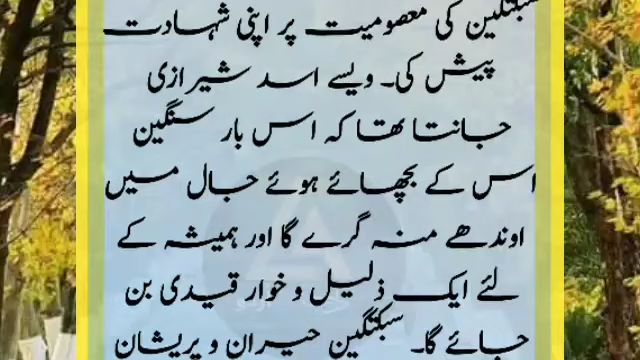 سبکتگین کی معصومیت پر اپنی شہادت
پیش کی۔ ویسے اسد شیرازی
جانتا تھا کہ اس بار سنگین
اس کے بچھائے ہوئے جال میں
اوندھے منہ گرے گا اور ہمیشہ کے
لئے ایک ذلیل و خوار قیدی بن
جائے گا۔ سبکتگین حیران و پریشان